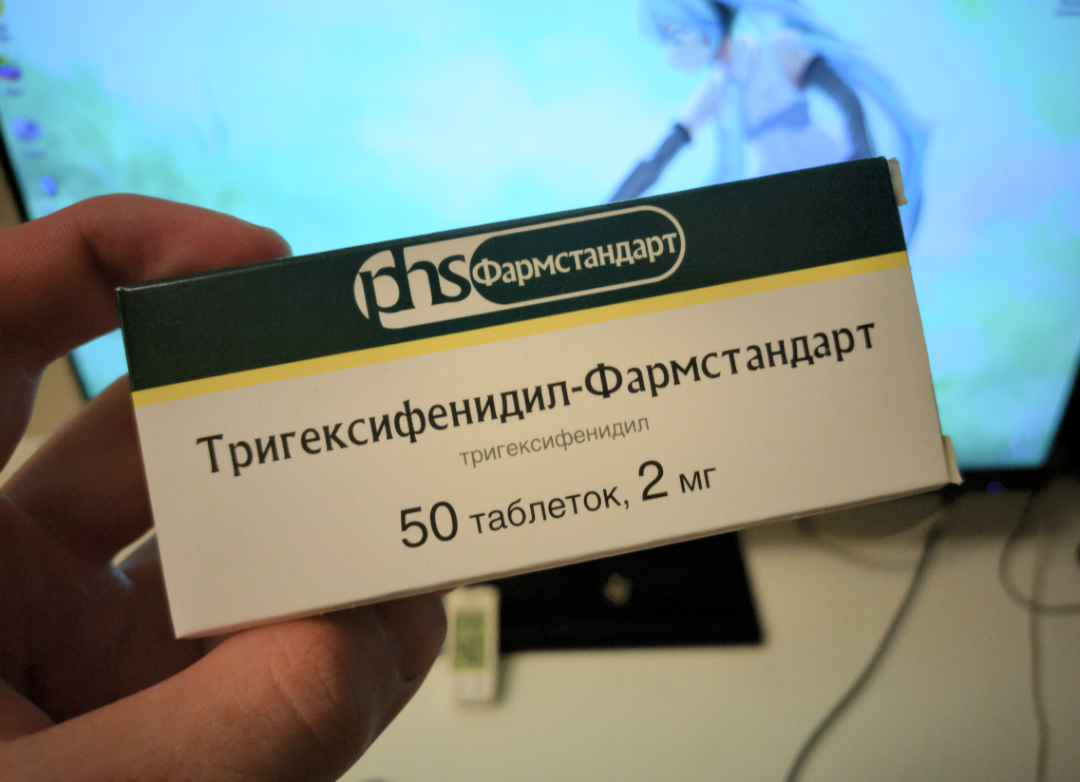 phs Фармстандарт
Тригексифенидил-Фармстандарт
тригексифенидил
50 таблеток, 2 мг